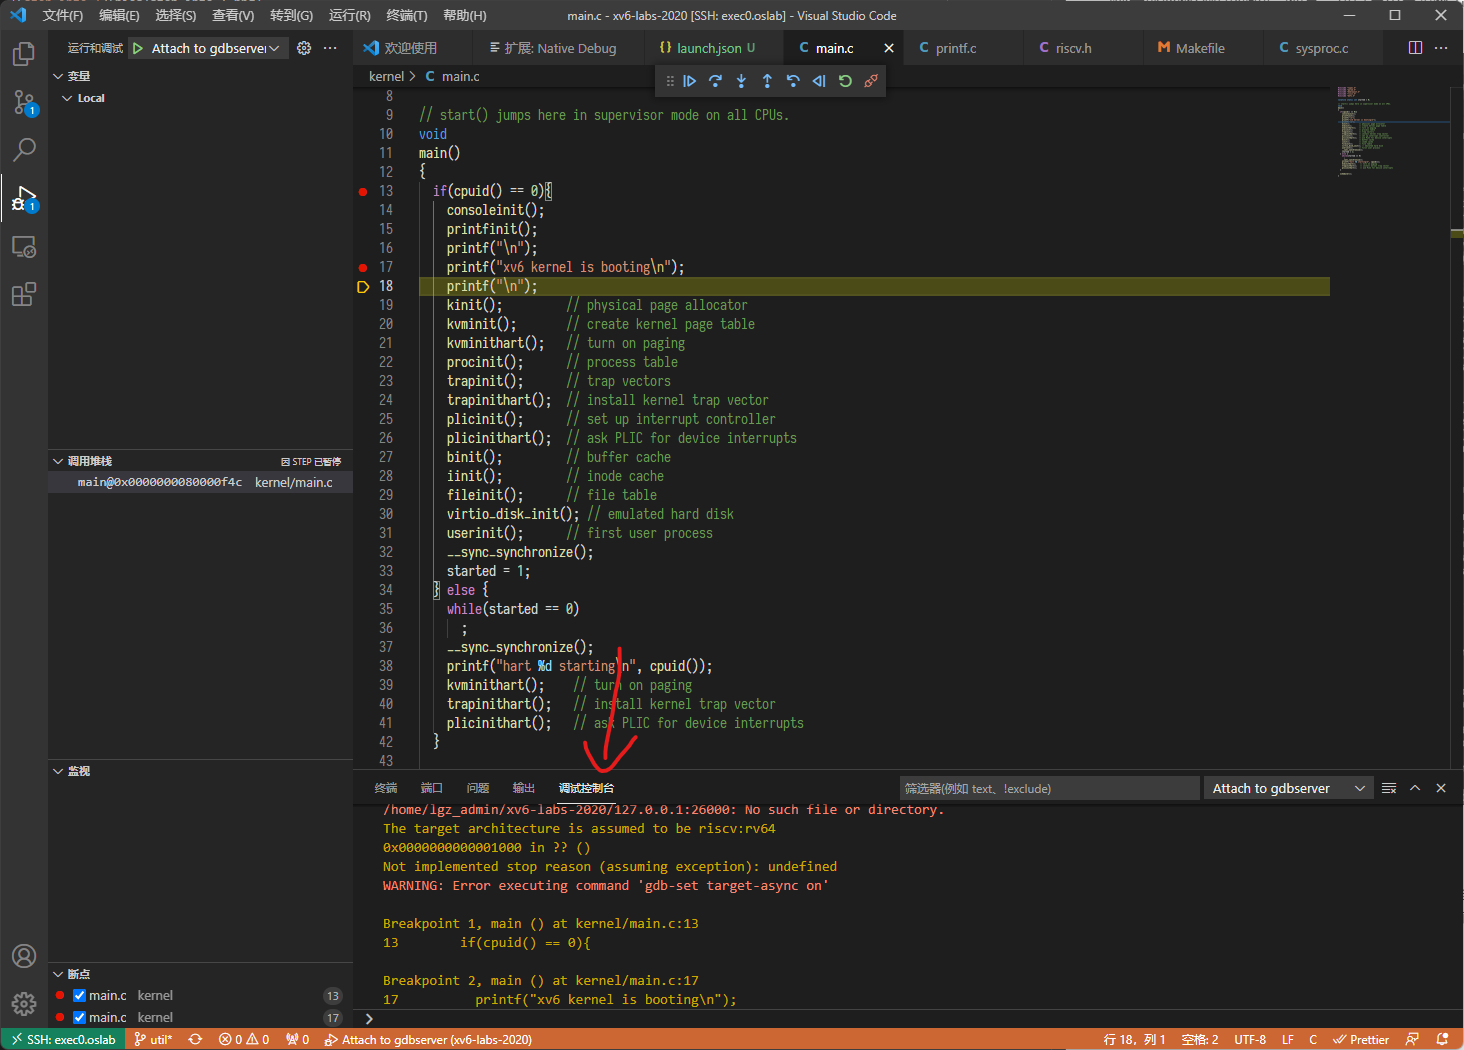 文件(F) 编辑(E) 选择(S) 查看(V) 转到(G) 运行(R) 终端(T) 帮助(H) main.c - xv6-labs-2020 [SSH: exec0.oslab] - Visual Studio Code
运行和调试 Attach to gdbserver ··· 欢迎使用 扩展: Native Debug {} launch.json U C main.c C printf.c C riscv.h M Makefile C sysproc.c ···
变量
Local
kernel > C main.c
8
9 // start() jumps here in supervisor mode on all CPUs.
10 void
11 main()
12 {
13 if(cpuid() == 0){
14 consoleinit();
15 printfinit();
16 printf("\n");
17 printf("xv6 kernel is booting\n");
18 printf("\n");
19 kinit(); // physical page allocator
20 kvminit(); // create kernel page table
21 kvminithart(); // turn on paging
22 procinit(); // process table
23 trapinit(); // trap vectors
24 trapinithart(); // install kernel trap vector
25 plicinit(); // set up interrupt controller
26 plicinithart(); // ask PLIC for device interrupts
27 binit(); // buffer cache
28 iinit(); // inode cache
29 fileinit(); // file table
30 virtio_disk_init(); // emulated hard disk
31 userinit(); // first user process
32 __sync_synchronize();
33 started = 1;
34 } else {
35 while(started == 0)
36 ;
37 __sync_synchronize();
38 printf("hart %d starting\n", cpuid());
39 kvminithart(); // turn on paging
40 trapinithart(); // install kernel trap vector
41 plicinithart(); // ask PLIC for device interrupts
42 }
43
调用堆栈 因 STEP 已暂停
main@0x0000000080000f4c kernel/main.c
监视
断点
main.c kernel 13
main.c kernel 17
终端 端口 问题 输出 调试控制台 筛选器(例如 text、!exclude) Attach to gdbserver
/home/lgz_admin/xv6-labs-2020/127.0.0.1:26000: No such file or directory.
The target architecture is assumed to be riscv:rv64
0x0000000000001000 in ?? ()
Not implemented stop reason (assuming exception): undefined
WARNING: Error executing command 'gdb-set target-async on'
Breakpoint 1, main () at kernel/main.c:13
13 if(cpuid() == 0){
Breakpoint 2, main () at kernel/main.c:17
17 printf("xv6 kernel is booting\n");
>
1
1
SSH: exec0.oslab util* 0 0 0 Attach to gdbserver (xv6-labs-2020) 行 18，列 1 空格: 2 UTF-8 LF C Prettier